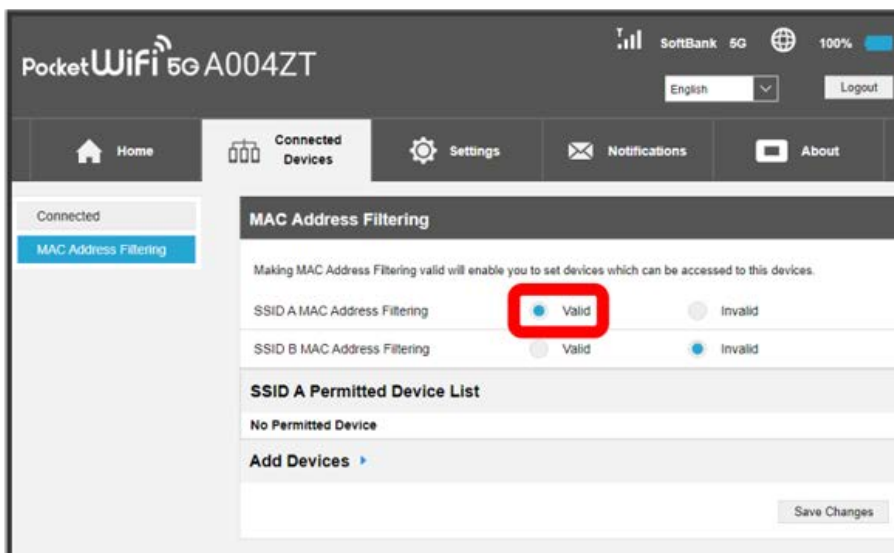 SoftBank 5G 100%
Pocket WiFi 5G A004ZT
English Logout
Home Connected Devices Settings Notifications About
Connected
MAC Address Filtering
MAC Address Filtering
Making MAC Address Filtering valid will enable you to set devices which can be accessed to this devices.
SSID A MAC Address Filtering Valid Invalid
SSID B MAC Address Filtering Valid Invalid
SSID A Permitted Device List
No Permitted Device
Add Devices
Save Changes